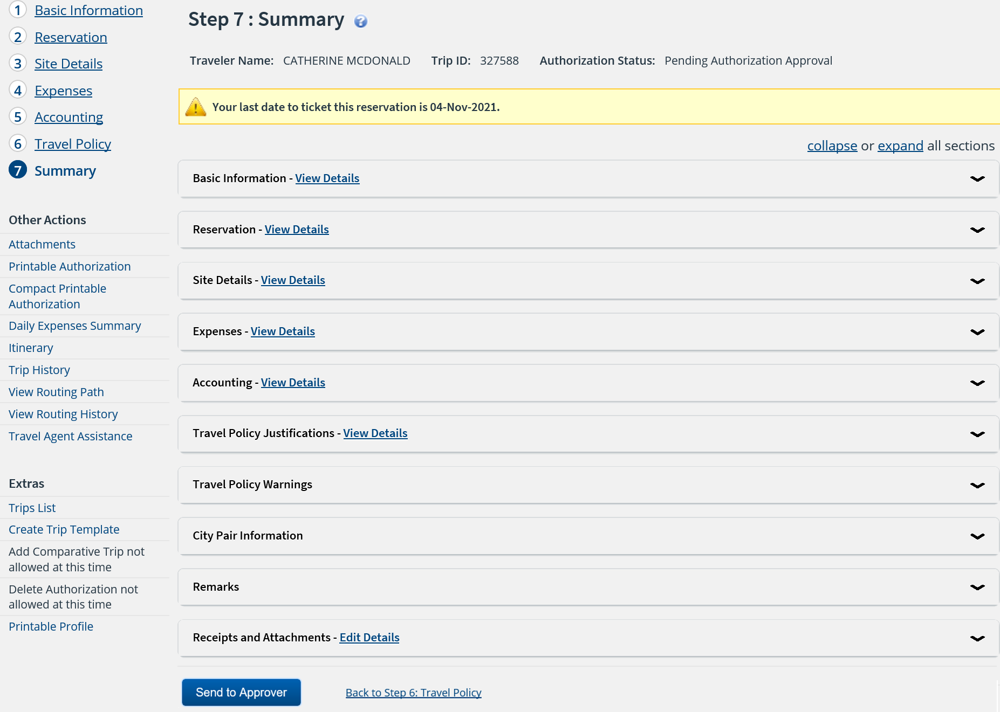 1 Basic Information
2 Reservation
3 Site Details
4 Expenses
5 Accounting
6 Travel Policy
7 Summary
Other Actions
Attachments
Printable Authorization
Compact Printable
Authorization
Daily Expenses Summary
Itinerary
Trip History
View Routing Path
View Routing History
Travel Agent Assistance
Extras
Trips List
Create Trip Template
Add Comparative Trip not
allowed at this time
Delete Authorization not
allowed at this time
Printable Profile
Step 7 : Summary ?
Traveler Name: CATHERINE MCDONALD Trip ID: 327588 Authorization Status: Pending Authorization Approval
Your last date to ticket this reservation is 04-Nov-2021.
collapse or expand all sections
Basic Information - View Details
Reservation - View Details
Site Details - View Details
Expenses - View Details
Accounting - View Details
Travel Policy Justifications - View Details
Travel Policy Warnings
City Pair Information
Remarks
Receipts and Attachments - Edit Details
Send to Approver Back to Step 6: Travel Policy